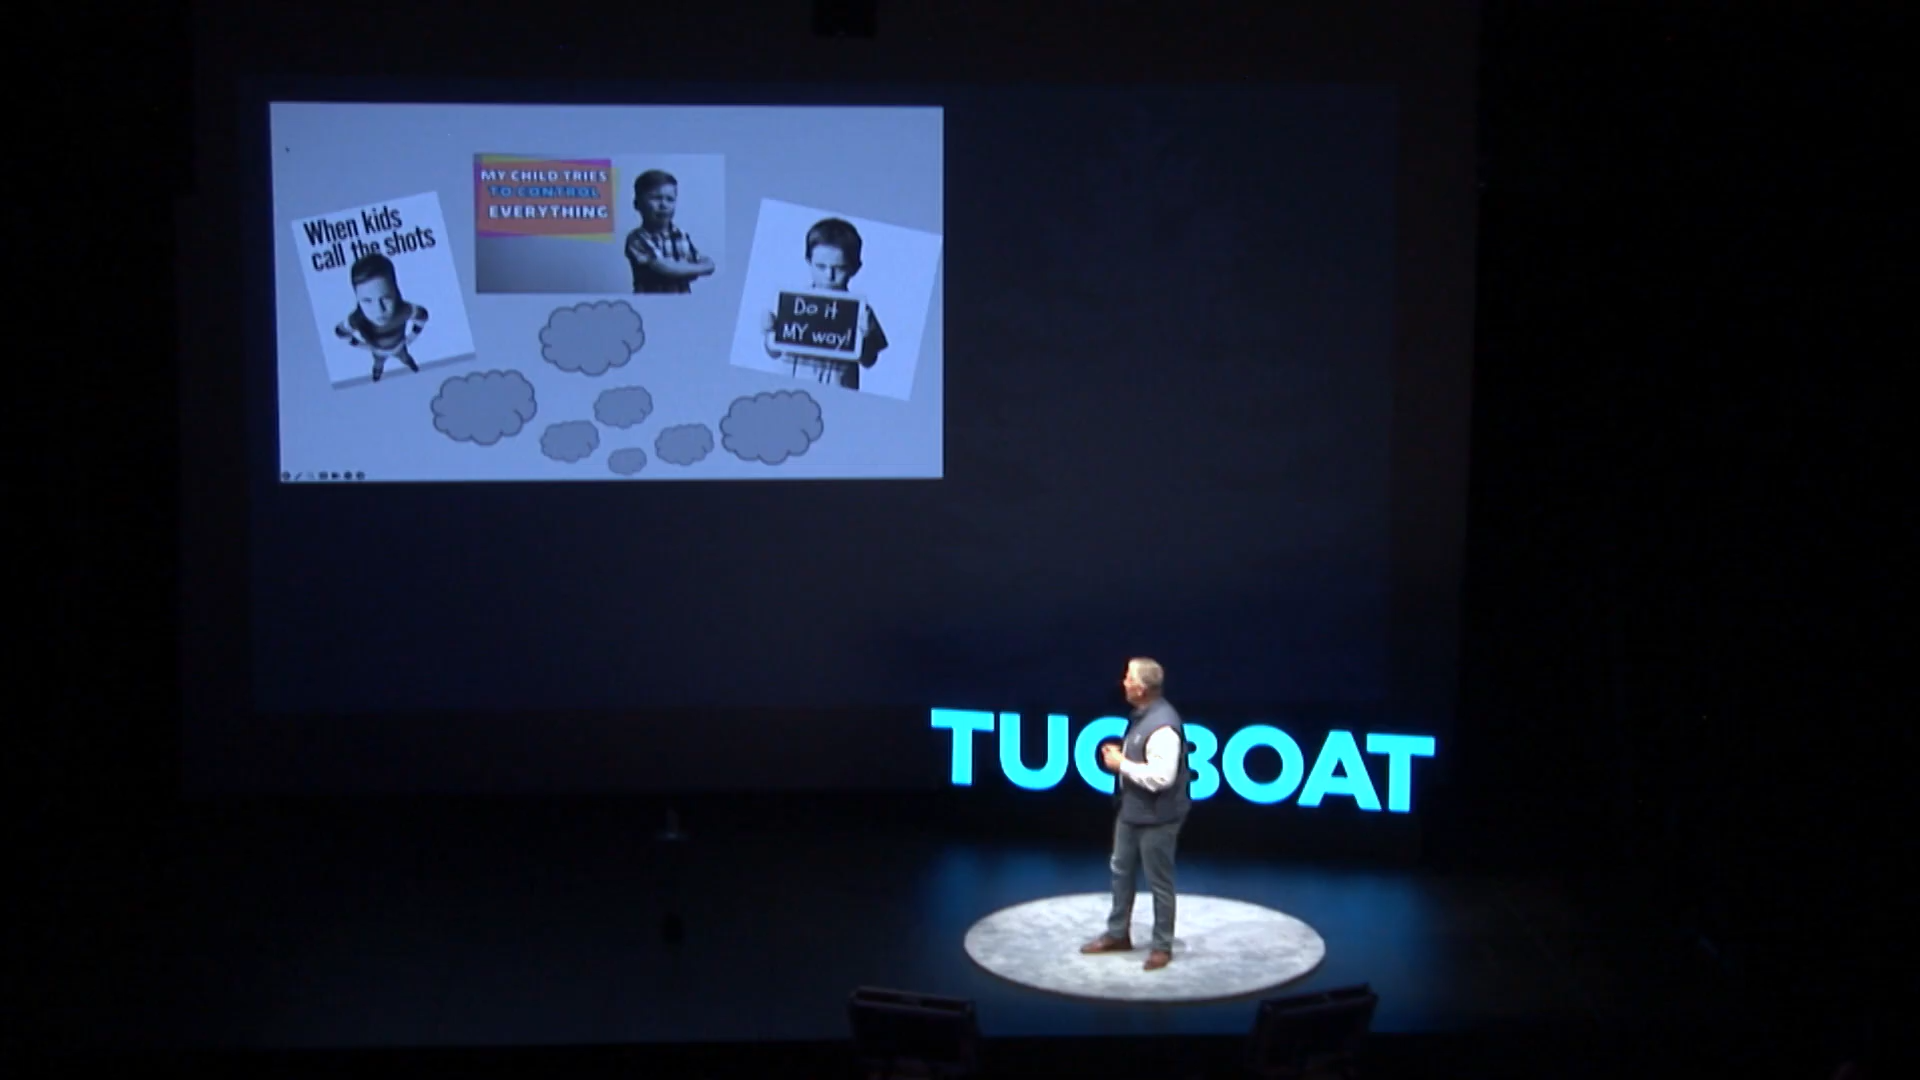 When kids
call the shots
MY CHILD TRIES
TO CONTROL
EVERYTHING
Do it
MY way!
TUGBOAT